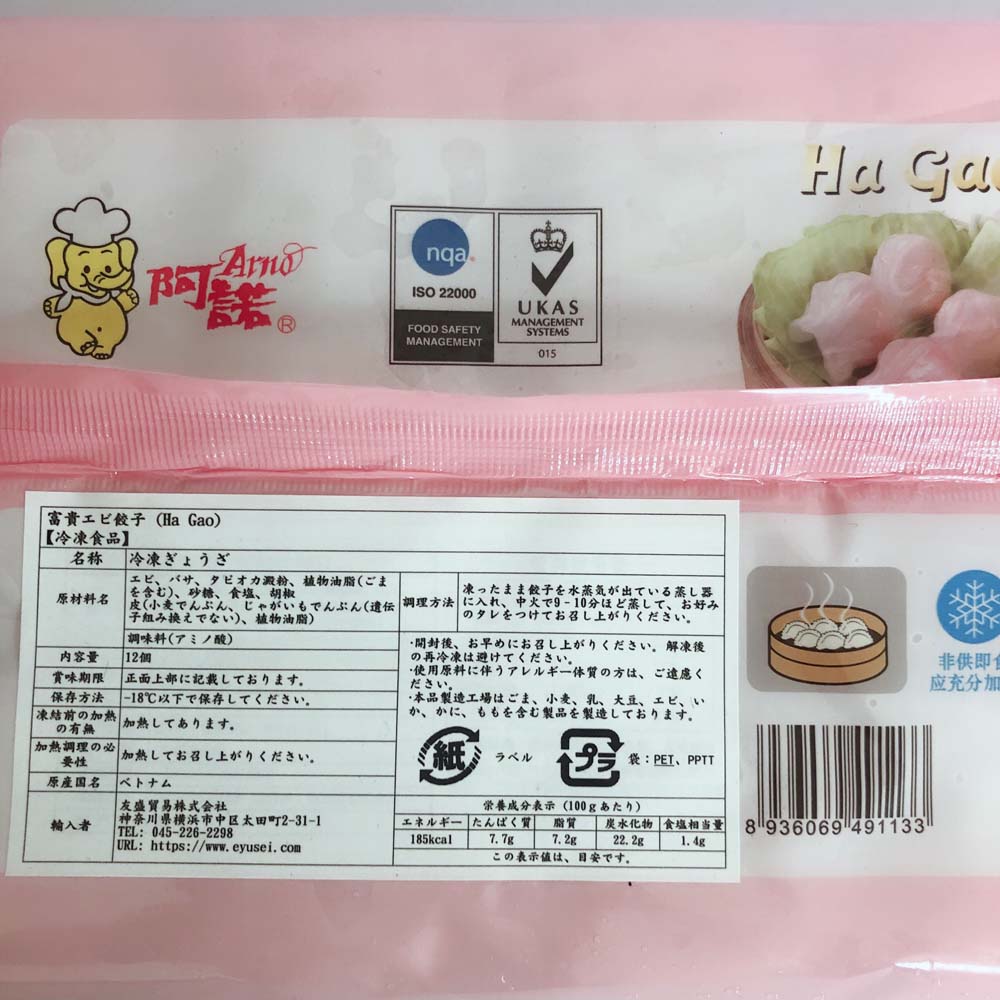 Ha Gao
Arno
阿諾®
nqa.
ISO 22000
FOOD SAFETY
MANAGEMENT
UKAS
MANAGEMENT
SYSTEMS
015
富貴エビ餃子 (Ha Gao)
【冷凍食品】
名称 冷凍ぎょうざ
原材料名
エビ、バサ、タピオカ澱粉、植物油脂(ごま
を含む)、砂糖、食塩、胡椒
皮(小麦でんぷん、じゃがいもでんぷん(遺伝
子組み換えでない)、植物油脂)
調味料(アミノ酸)
内容量 12個
賞味期限 正面上部に記載しております。
保存方法 -18℃以下で保存してください。
凍結前の加熱
の有無
加熱してあります。
加熱調理の必
要性
加熱してお召し上がりください。
原産国名 ベトナム
輸入者
友盛貿易株式会社
神奈川県横浜市中区太田町2-31-1
TEL: 045-226-2298
URL: https://www.eyusei.com
調理方法
凍ったまま餃子を水蒸気が出ている蒸し器
に入れ、中火で9-10分ほど蒸して、お好み
のタレをつけてお召し上がりください。
・開封後、お早めにお召し上がりください。解凍後
の再冷凍は避けてください。
・使用原料に伴うアレルギー体質の方は、ご遠慮く
ださい。
・本品製造工場はごま、小麦、乳、大豆、エビ、い
か、かに、ももを含む製品を製造しております。
紙 ラベル
プラ 袋：PET、PPTT
栄養成分表示 (100gあたり)
エネルギー たんぱく質 脂質 炭水化物 食塩相当量
185kcal 7.7g 7.2g 22.2g 1.4g
この表示値は、目安です。
非供即食
应充分加
8 936069 491133